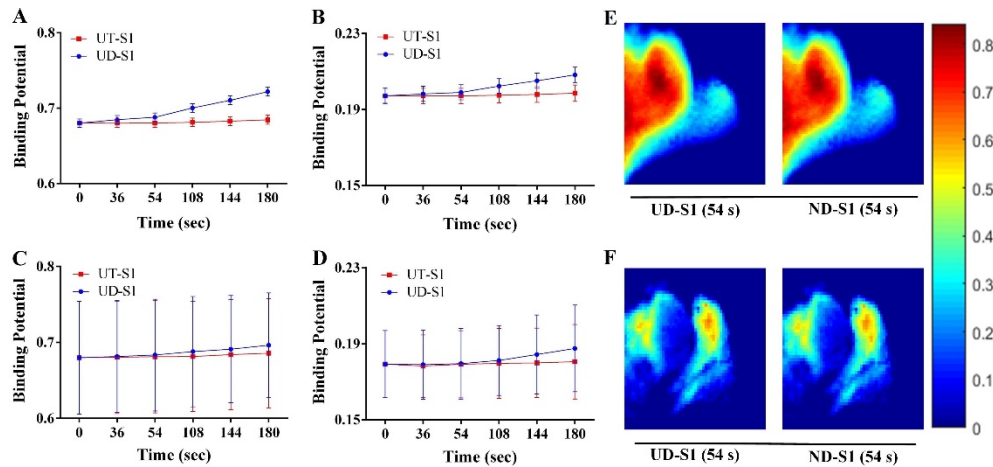 A
0.8
0.7
0.6
Binding Potential
UT-S1
UD-S1
0
36
54
108
144
180
Time (sec)
B
0.23
0.19
0.15
Binding Potential
UT-S1
UD-S1
0
36
54
108
144
180
Time (sec)
E
UD-S1 (54 s)
ND-S1 (54 s)
C
0.8
0.7
0.6
Binding Potential
UT-S1
UD-S1
0
36
54
108
144
180
Time (sec)
D
0.23
0.19
0.15
Binding Potential
UT-S1
UD-S1
0
36
54
108
144
180
Time (sec)
F
UD-S1 (54 s)
ND-S1 (54 s)
0.8
0.7
0.6
0.5
0.4
0.3
0.2
0.1
0